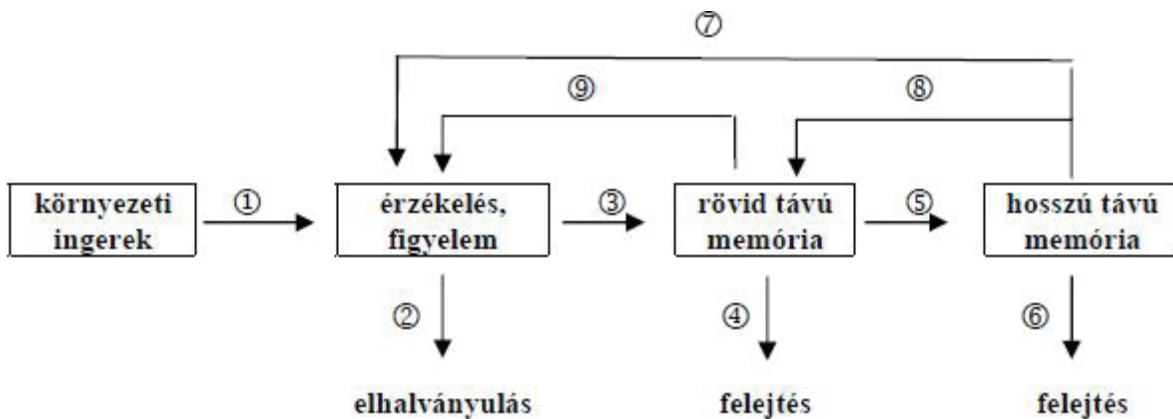 ⑦
⑨
⑧
környezeti
ingerek
①
érzékelés,
figyelem
③
rövid távú
memória
⑤
hosszú távú
memória
②
④
⑥
elhalványulás
felejtés
felejtés